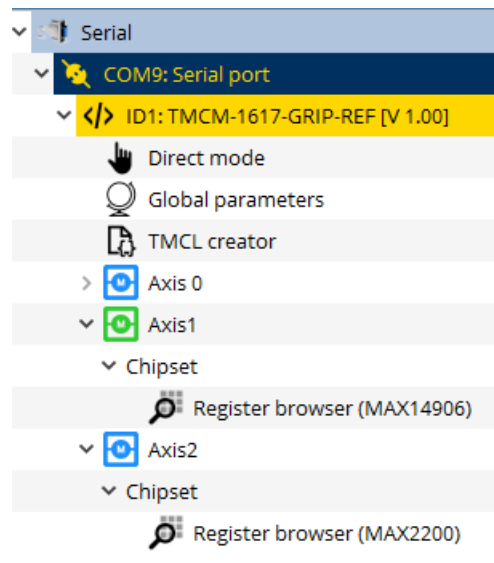 Serial
COM9: Serial port
</> ID1: TMCM-1617-GRIP-REF [V 1.00]
Direct mode
Global parameters
TMCL creator
M Axis 0
M Axis1
Chipset
Register browser (MAX14906)
M Axis2
Chipset
Register browser (MAX2200)